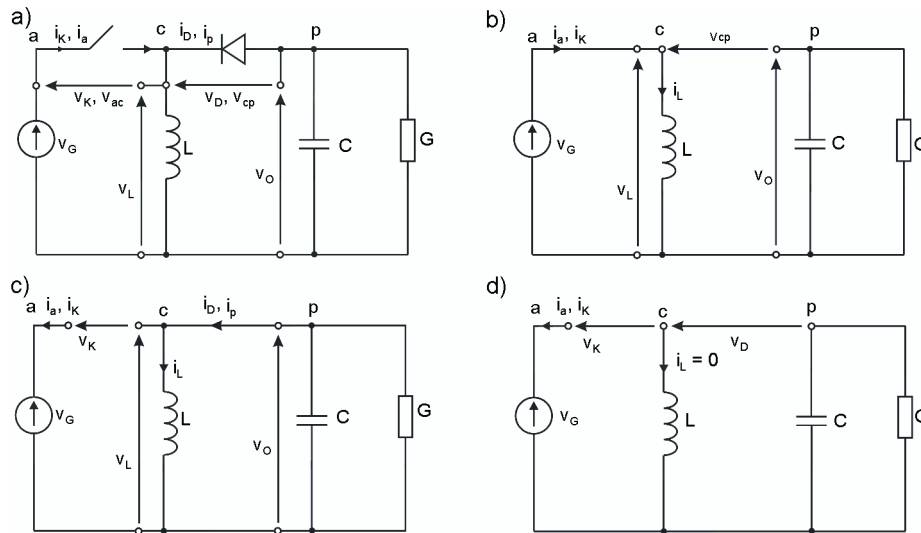 a)
a
i_K, i_a
c
i_D, i_p
p
v_K, v_ac
v_D, v_cp
v_G
L
C
G
v_L
v_O
b)
a
i_a, i_K
c
v_cp
p
i_L
v_G
L
C
v_L
v_O
c)
a
i_a, i_K
c
i_D, i_p
p
v_K
i_L
v_G
L
C
G
v_L
v_O
d)
a
i_a, i_K
c
p
v_K
v_D
i_L = 0
v_G
L
C